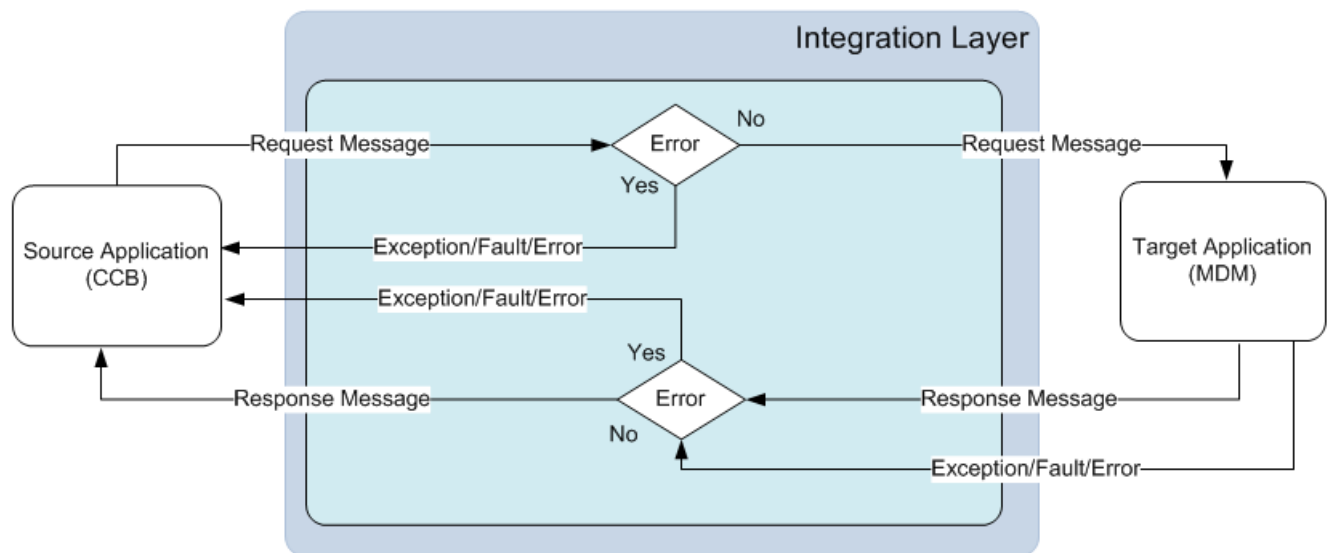 Integration Layer
No
Request Message
Error
Request Message
Yes
Source Application
(CCB)
Exception/Fault/Error
Target Application
(MDM)
Exception/Fault/Error
Yes
Response Message
Error
Response Message
No
Exception/Fault/Error